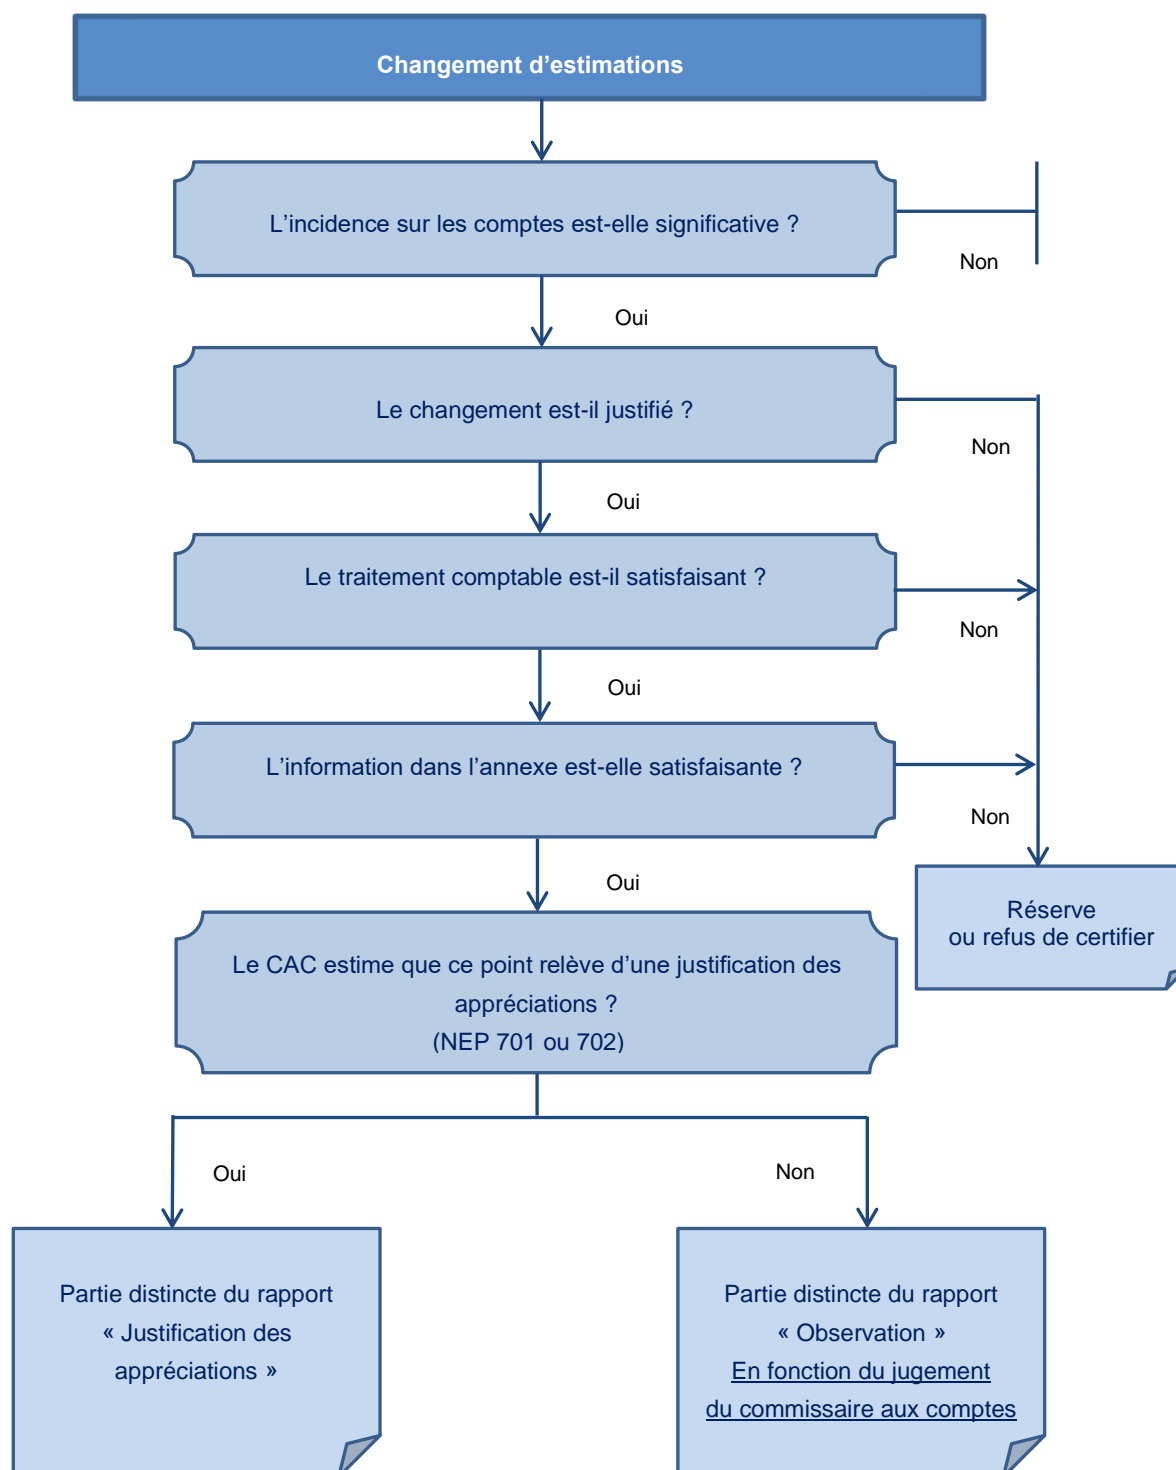 Changement d’estimations
L’incidence sur les comptes est-elle significative ?
Non
Oui
Le changement est-il justifié ?
Non
Oui
Le traitement comptable est-il satisfaisant ?
Non
Oui
L’information dans l’annexe est-elle satisfaisante ?
Non
Oui
Réserve
ou refus de certifier
Le CAC estime que ce point relève d’une justification des
appréciations ?
(NEP 701 ou 702)
Oui
Non
Partie distincte du rapport
« Justification des
appréciations »
Partie distincte du rapport
« Observation »
En fonction du jugement
du commissaire aux comptes